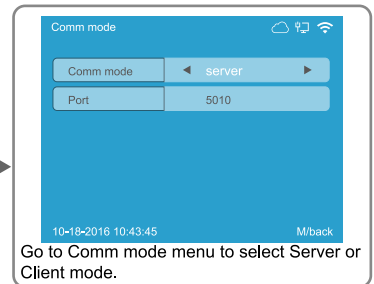 Comm mode
Comm mode server
Port 5010
10-18-2016 10:43:45 M/back
Go to Comm mode menu to select Server or
Client mode.